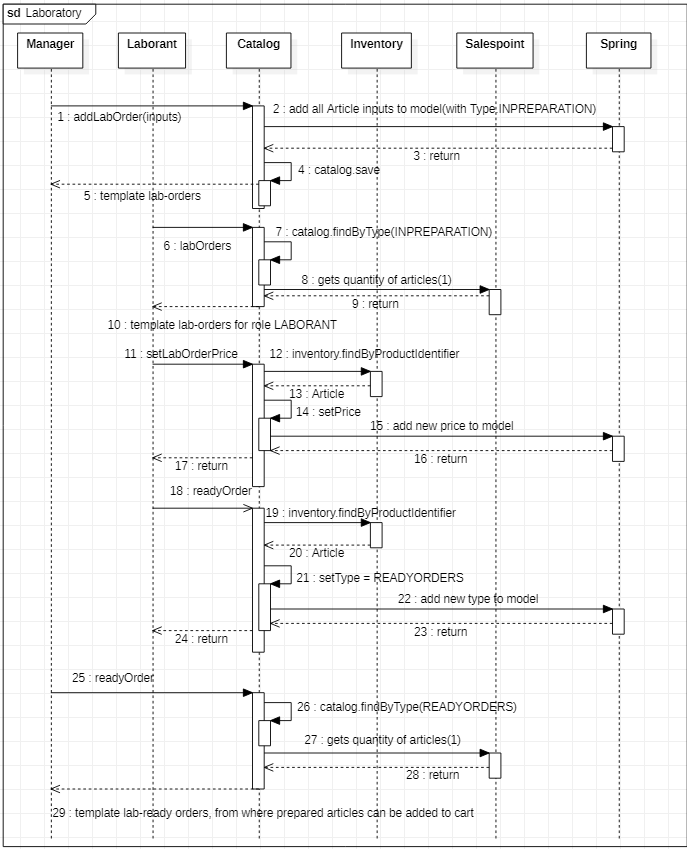 sd Laboratory
Manager
Laborant
Catalog
Inventory
Salespoint
Spring
1 : addLabOrder(inputs)
2 : add all Article inputs to model(with Type INPREPARATION)
3 : return
4 : catalog.save
5 : template lab-orders
6 : labOrders
7 : catalog.findByType(INPREPARATION)
8 : gets quantity of articles(1)
9 : return
10 : template lab-orders for role LABORANT
11 : setLabOrderPrice
12 : inventory.findByProductIdentifier
13 : Article
14 : setPrice
15 : add new price to model
16 : return
17 : return
18 : readyOrder
19 : inventory.findByProductIdentifier
20 : Article
21 : setType = READYORDERS
22 : add new type to model
23 : return
24 : return
25 : readyOrder
26 : catalog.findByType(READYORDERS)
27 : gets quantity of articles(1)
28 : return
29 : template lab-ready orders, from where prepared articles can be added to cart